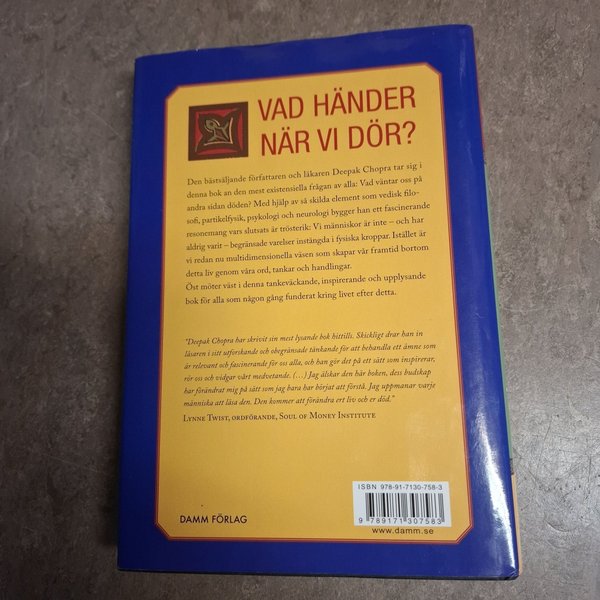 VAD HÄNDER
NÄR VI DÖR?
Den bästsäljande författaren och läkaren Deepak Chopra tar sig i
denna bok an den mest existensiella frågan av alla: Vad väntar oss på
andra sidan döden? Med hjälp av så skilda element som vedisk filo-
sofi, partikelfysik, psykologi och neurologi bygger han ett fascinerande
resonemang vars slutsats är trösterik: Vi människor är inte – och har
aldrig varit – begränsade varelser instängda i fysiska kroppar. Istället är
vi redan nu multidimensionella väsen som skapar vår framtid bortom
detta liv genom våra ord, tankar och handlingar.
Öst möter väst i denna tankeväckande, inspirerande och upplysande
bok för alla som någon gång funderat kring livet efter detta.
"Deepak Chopra har skrivit sin mest lysande bok hittills. Skickligt drar han in
läsaren i sitt utforskande och obegränsade tänkande för att behandla ett ämne som
är relevant och fascinerande för oss alla, och han gör det på ett sätt som inspirerar,
rör oss och vidgar vårt medvetande. (…) Jag älskar den här boken, dess budskap
har förändrat mig på sätt som jag bara har börjat att förstå. Jag uppmanar varje
människa att läsa den. Den kommer att förändra ert liv och er död."
Lynne Twist, ordförande, Soul of Money Institute
ISBN 978-91-7130-758-3
9 789171 307583
www.damm.se
DAMM FÖRLAG